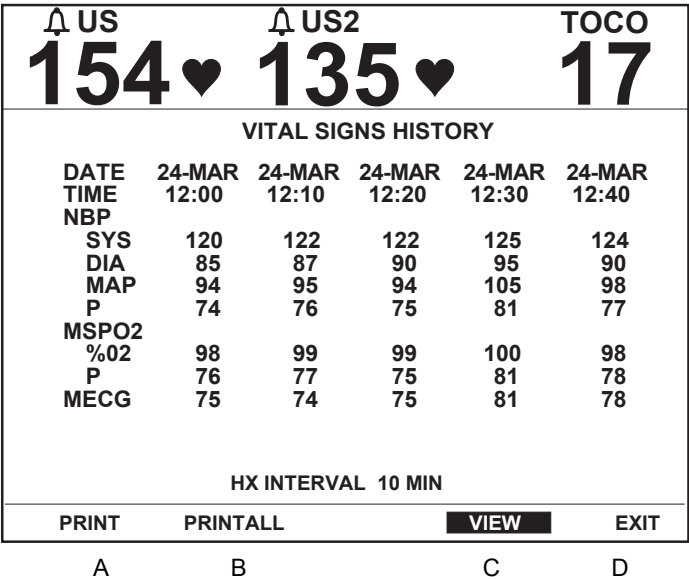 US US2 TOCO
154 135 17
VITAL SIGNS HISTORY
DATE 24-MAR 24-MAR 24-MAR 24-MAR 24-MAR
TIME 12:00 12:10 12:20 12:30 12:40
NBP
SYS 120 122 122 125 124
DIA 85 87 90 95 90
MAP 94 95 94 105 98
P 74 76 75 81 77
MSPO2
%02 98 99 99 100 98
P 76 77 75 81 78
MECG 75 74 75 81 78
HX INTERVAL 10 MIN
PRINT PRINTALL VIEW EXIT
A B C D